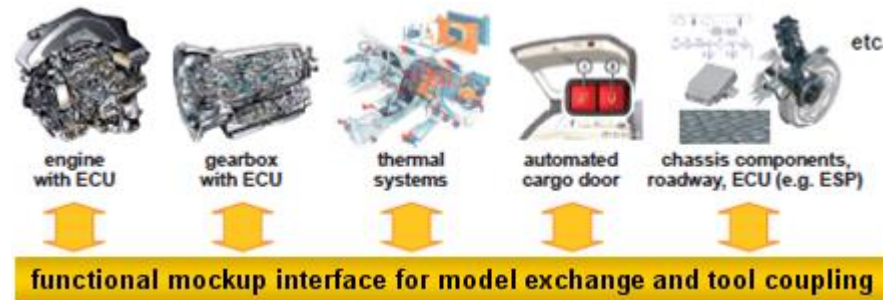 etc
engine
with ECU
gearbox
with ECU
thermal
systems
automated
cargo door
chassis components,
roadway, ECU (e.g. ESP)
functional mockup interface for model exchange and tool coupling